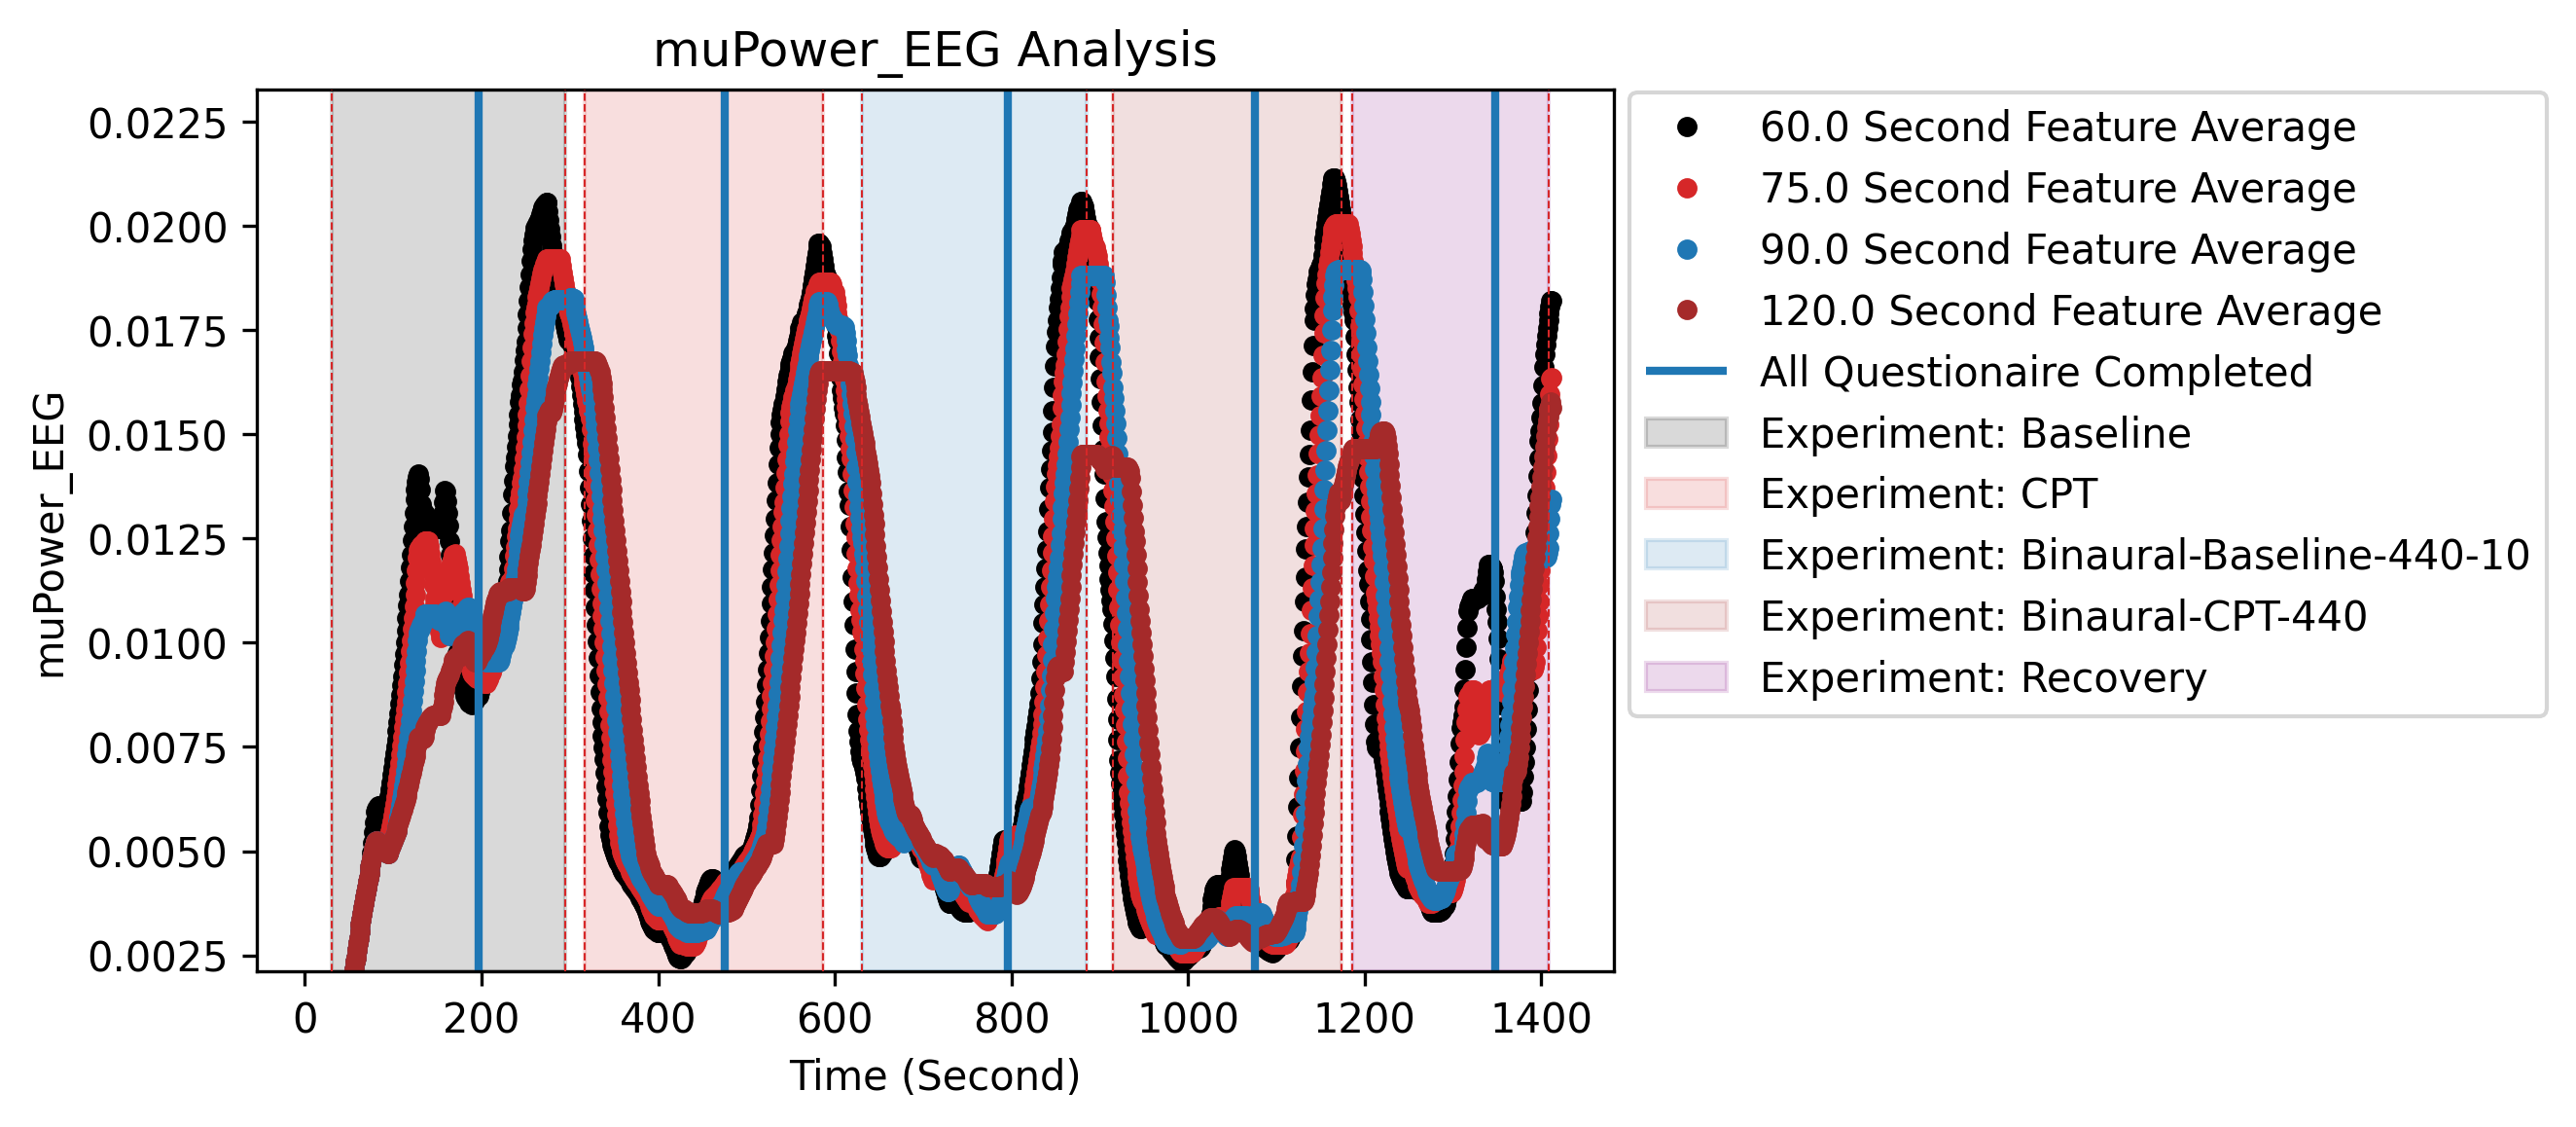 muPower_EEG Analysis
muPower_EEG
0.0225
0.0200
0.0175
0.0150
0.0125
0.0100
0.0075
0.0050
0.0025
0 200 400 600 800 1000 1200 1400
Time (Second)
60.0 Second Feature Average
75.0 Second Feature Average
90.0 Second Feature Average
120.0 Second Feature Average
All Questionaire Completed
Experiment: Baseline
Experiment: CPT
Experiment: Binaural-Baseline-440-10
Experiment: Binaural-CPT-440
Experiment: Recovery